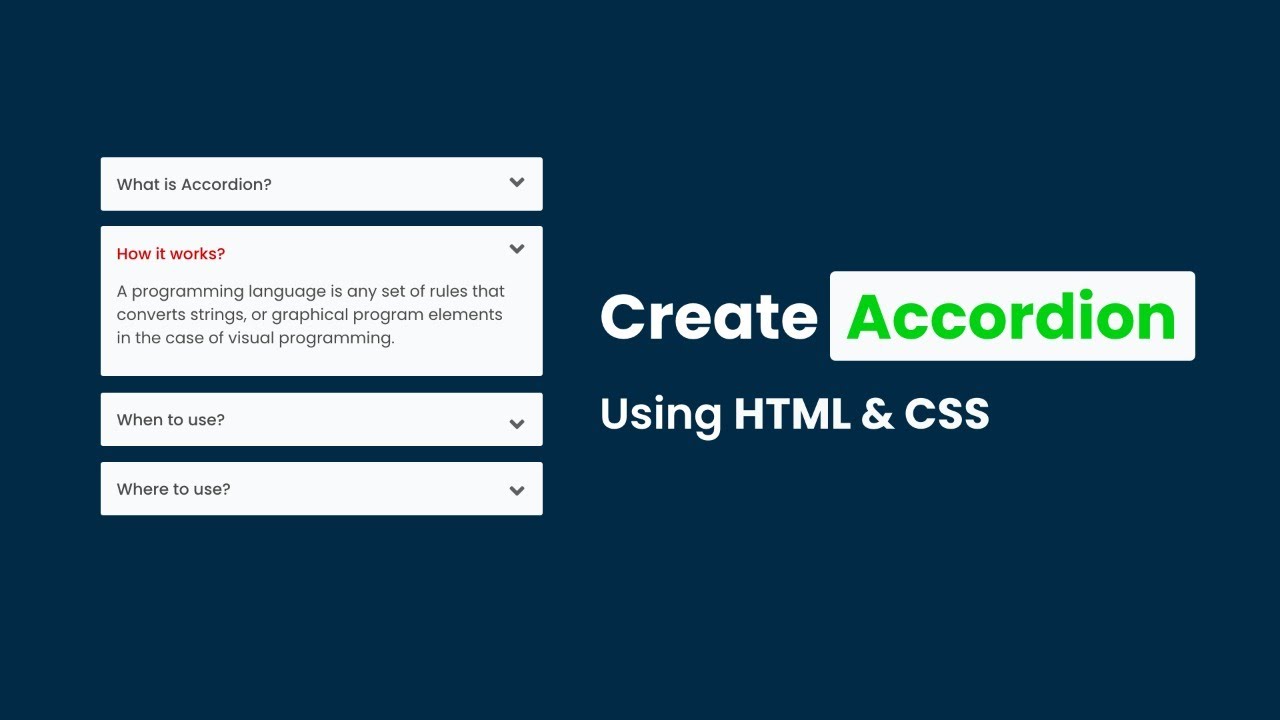 What is Accordion?
How it works?
A programming language is any set of rules that
converts strings, or graphical program elements
in the case of visual programming.
When to use?
Where to use?
Create Accordion
Using HTML & CSS